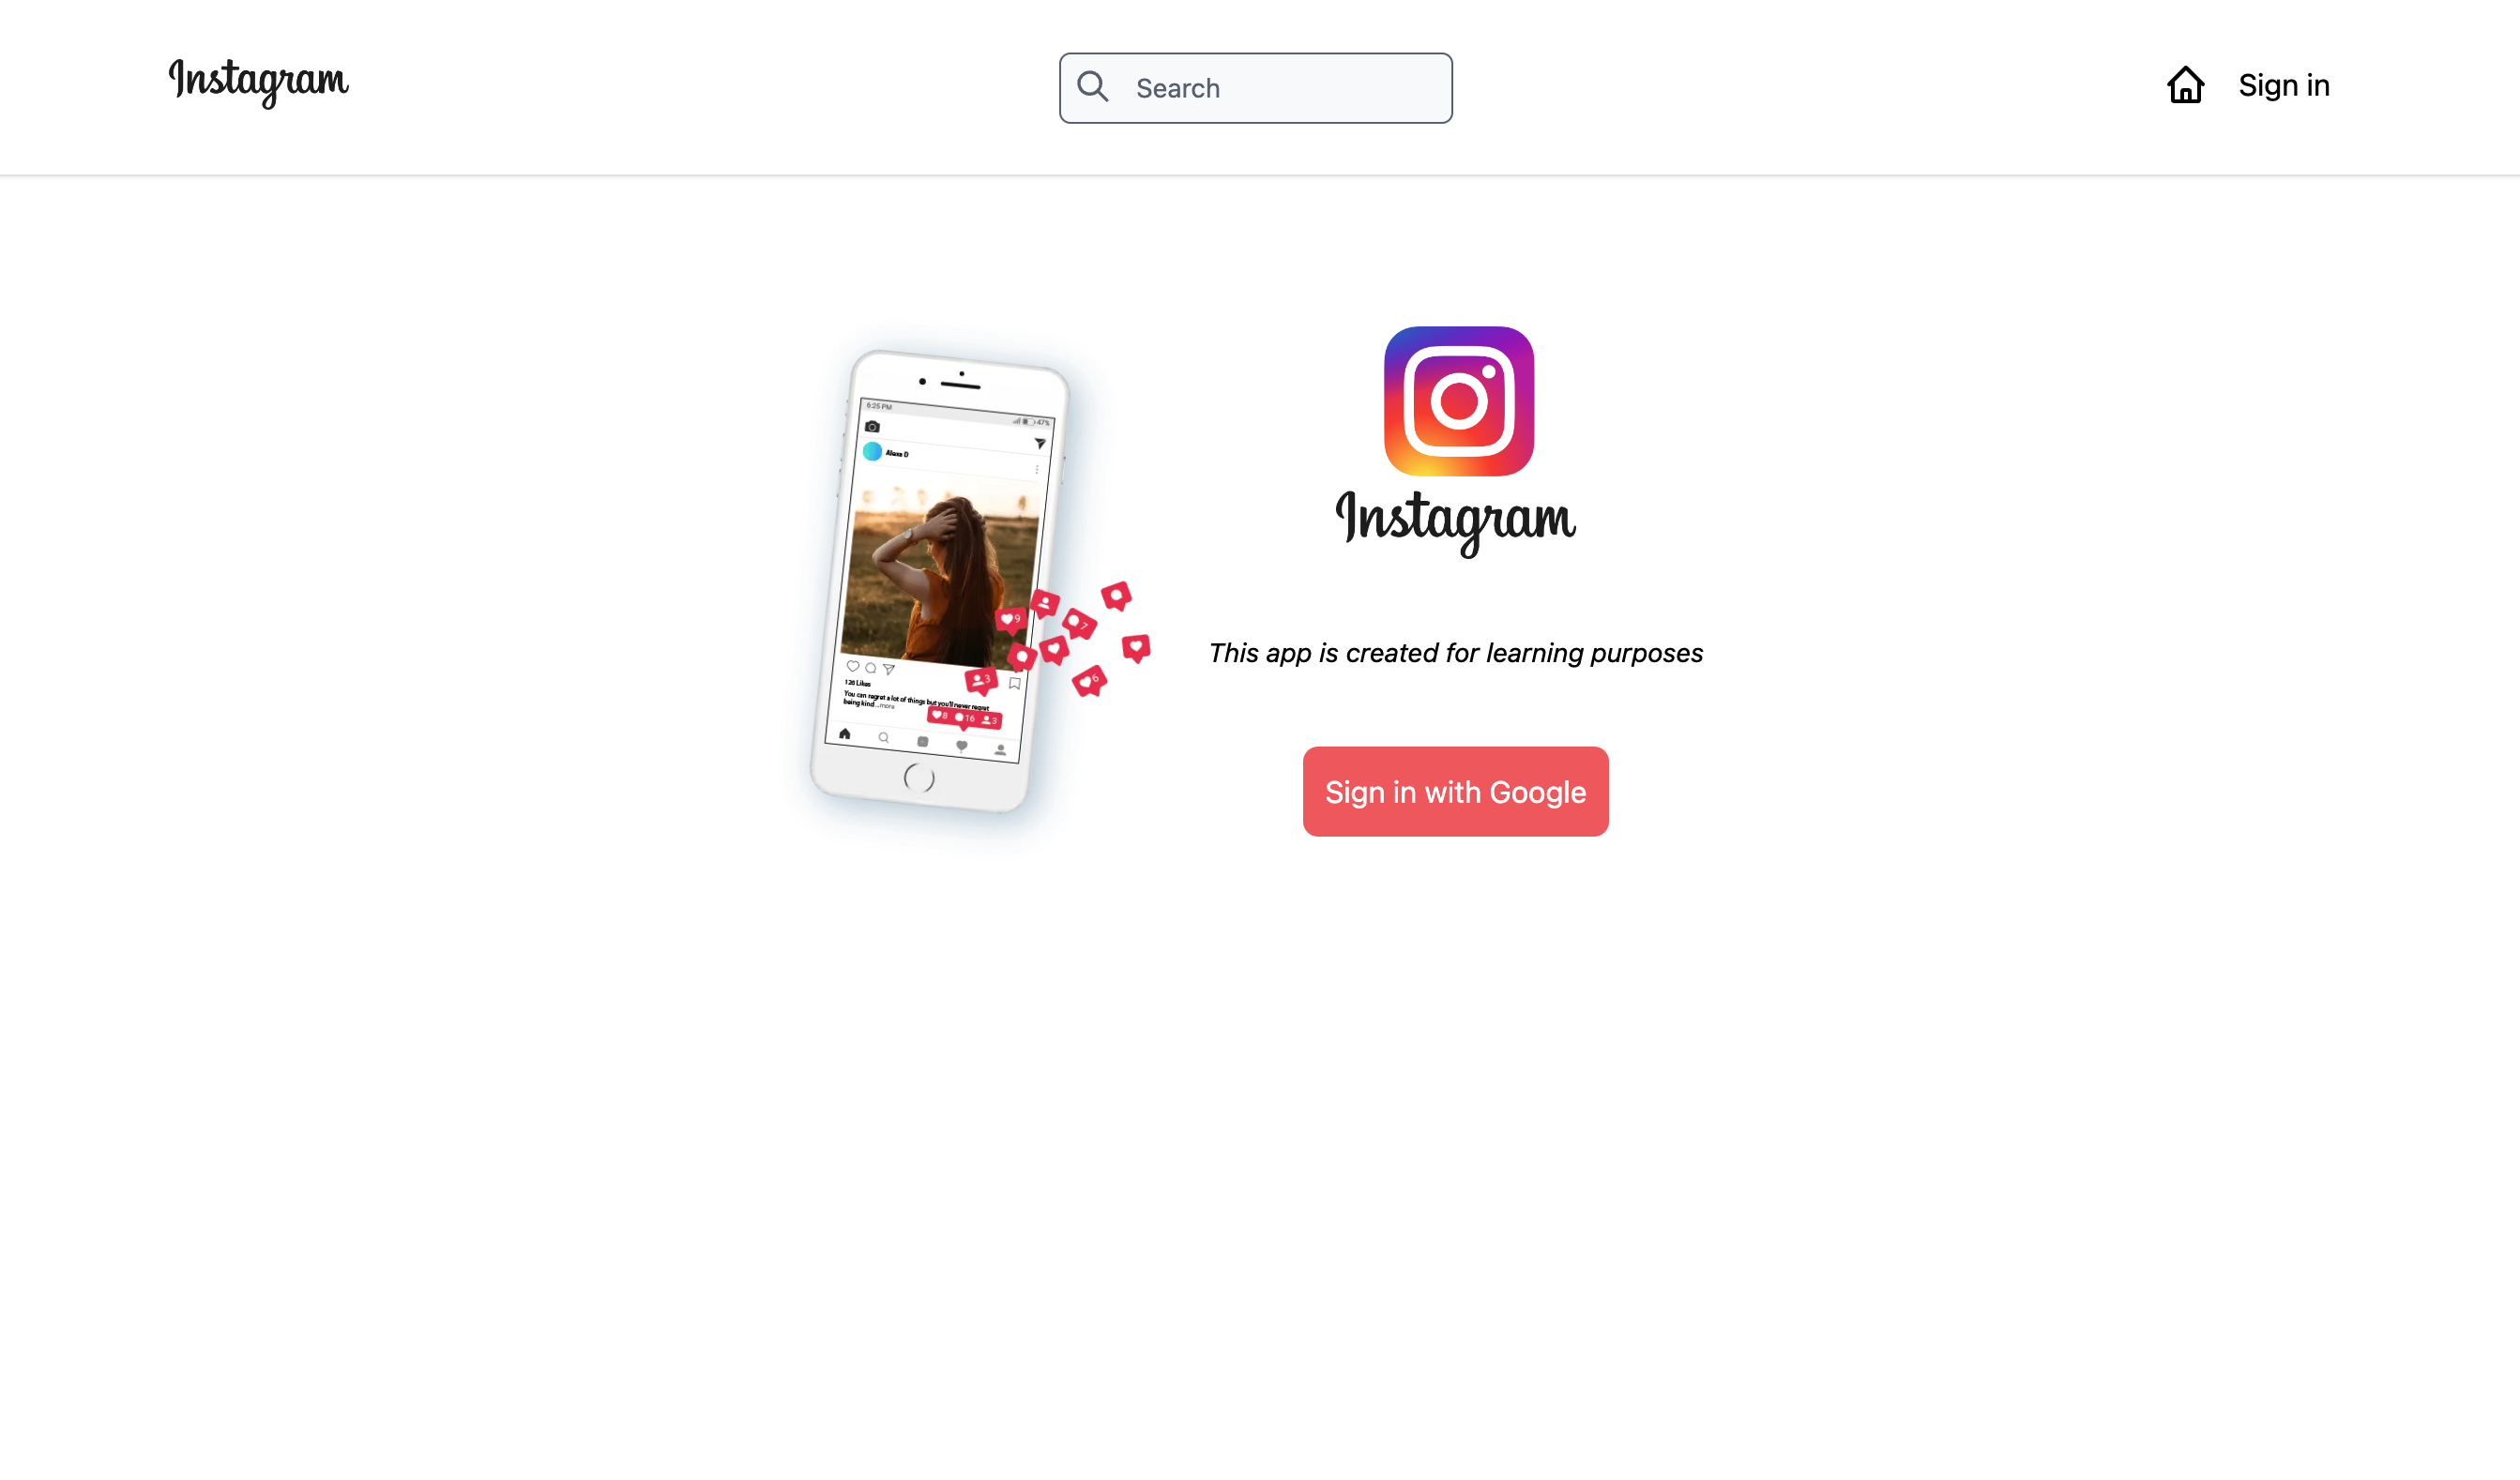 Instagram
Search
Sign in
6:25 PM
47%
Alexa D
9
7
3
6
126 Likes
You can regret a lot of things but you'll never regret
being kind ...more
8 16 3
Instagram
This app is created for learning purposes
Sign in with Google